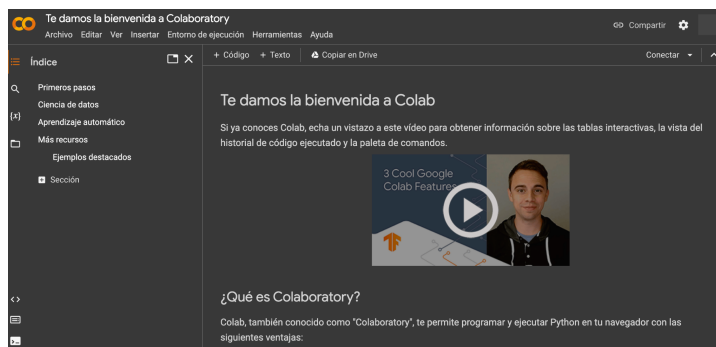 Te damos la bienvenida a Colaboratory
Archivo Editar Ver Insertar Entorno de ejecución Herramientas Ayuda
Compartir
Índice
+ Código + Texto Copiar en Drive
Conectar
Primeros pasos
Ciencia de datos
Aprendizaje automático
Más recursos
Ejemplos destacados
Sección
{x}
Te damos la bienvenida a Colab
Si ya conoces Colab, echa un vistazo a este vídeo para obtener información sobre las tablas interactivas, la vista del
historial de código ejecutado y la paleta de comandos.
3 Cool Google
Colab Features
¿Qué es Colaboratory?
Colab, también conocido como "Colaboratory", te permite programar y ejecutar Python en tu navegador con las
siguientes ventajas: